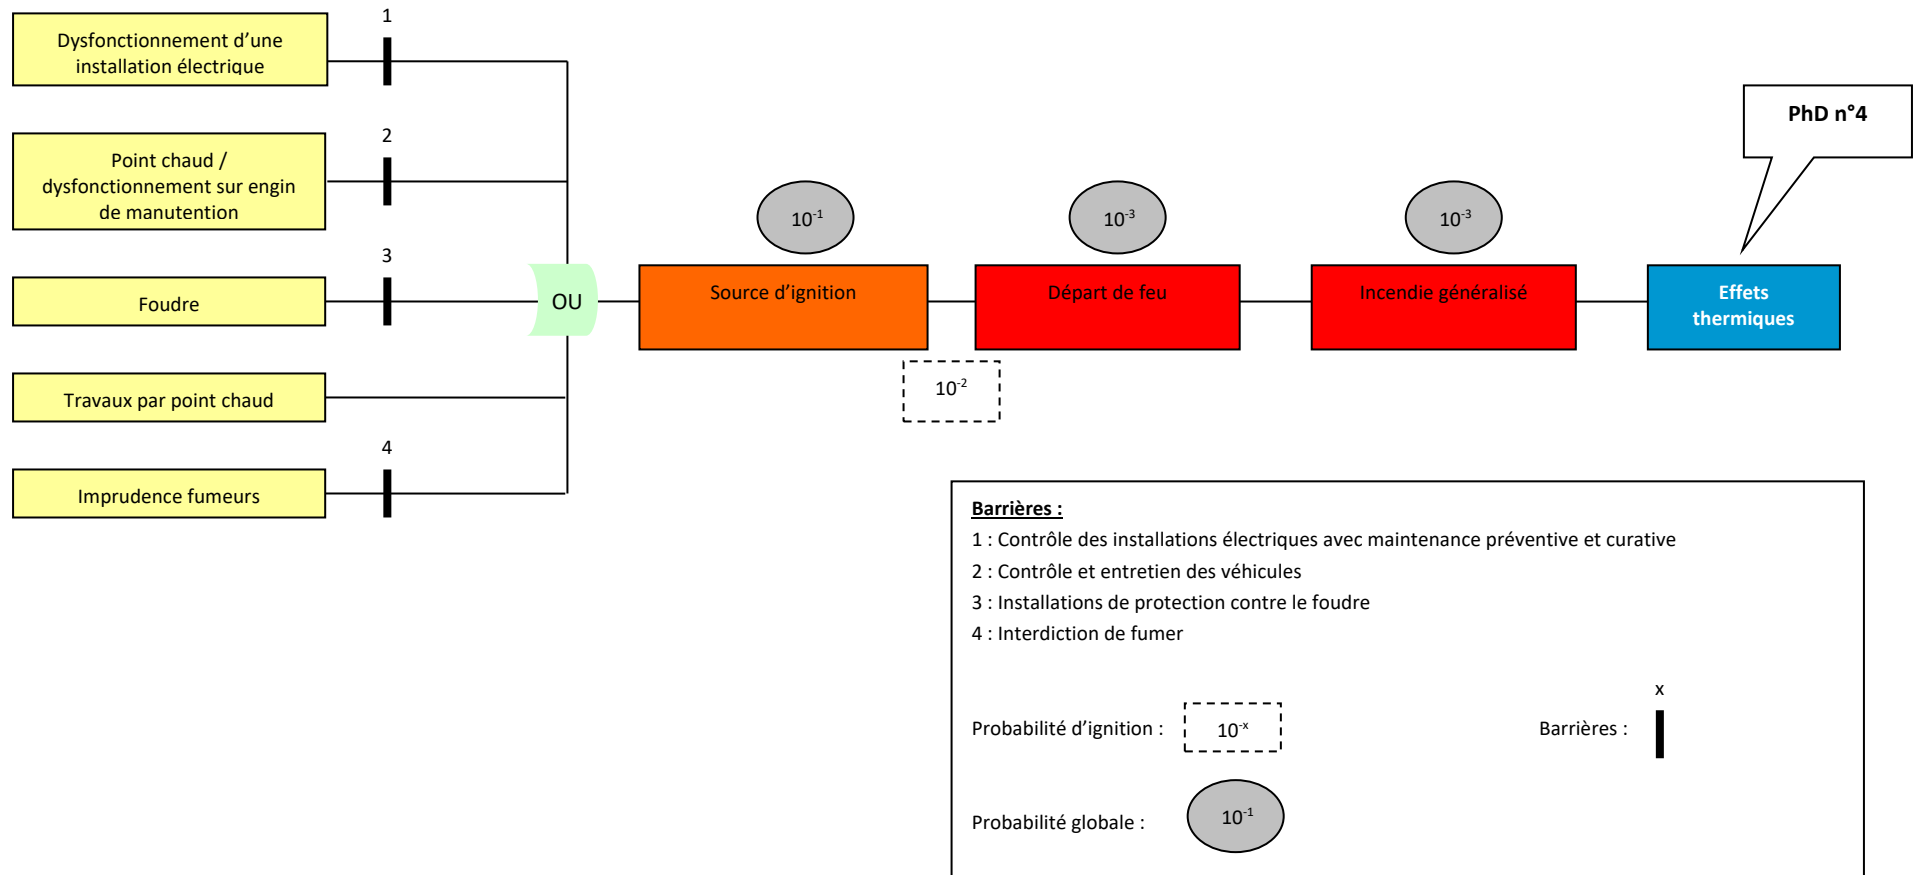 1
Dysfonctionnement d'une
installation électrique
2
Point chaud /
dysfonctionnement sur engin
de manutention
3
Foudre
Travaux par point chaud
4
Imprudence fumeurs
OU
10⁻¹
Source d'ignition
10⁻²
10⁻³
Départ de feu
10⁻³
Incendie généralisé
PhD n°4
Effets
thermiques
Barrières :
1 : Contrôle des installations électriques avec maintenance préventive et curative
2 : Contrôle et entretien des véhicules
3 : Installations de protection contre le foudre
4 : Interdiction de fumer
Probabilité d'ignition :
10⁻ˣ
Barrières :
x
Probabilité globale :
10⁻¹